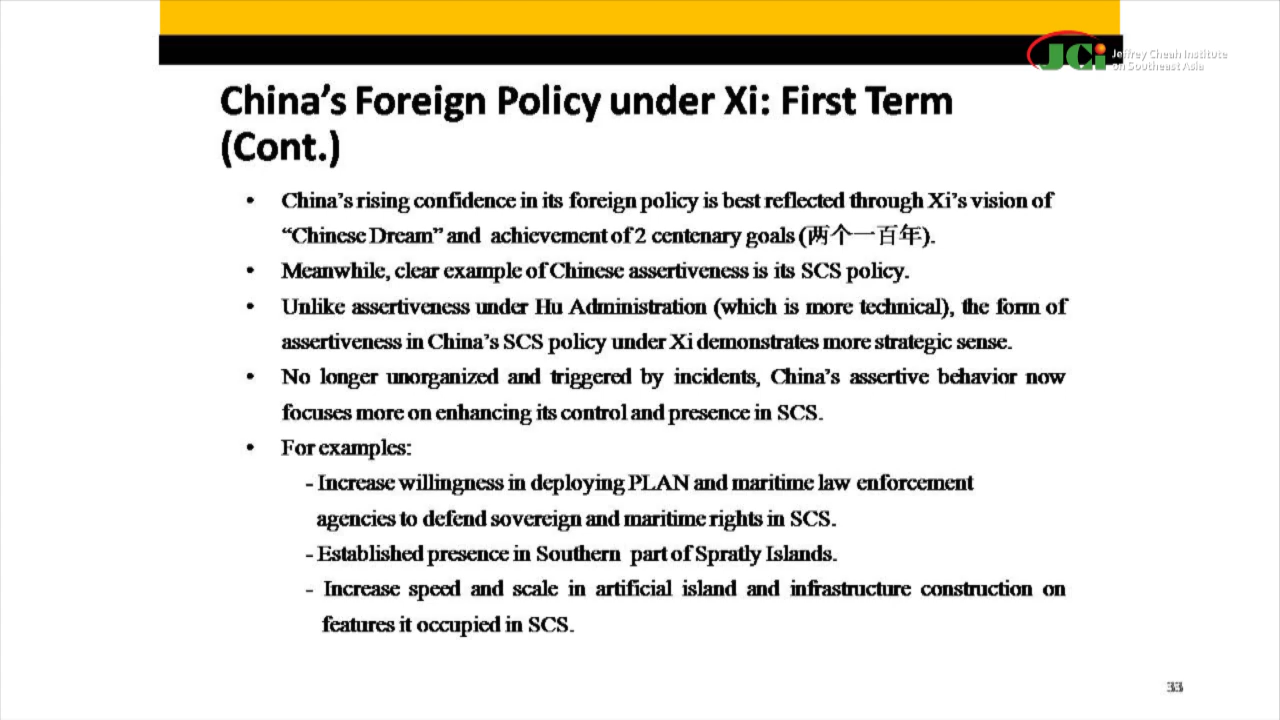 JCi Jeffrey Cheah Institute
on Southeast Asia
China's Foreign Policy under Xi: First Term
(Cont.)
• China's rising confidence in its foreign policy is best reflected through Xi's vision of
"Chinese Dream" and achievement of 2 centenary goals (两个一百年).
• Meanwhile, clear example of Chinese assertiveness is its SCS policy.
• Unlike assertiveness under Hu Administration (which is more technical), the form of
assertiveness in China's SCS policy under Xi demonstrates more strategic sense.
• No longer unorganized and triggered by incidents, China's assertive behavior now
focuses more on enhancing its control and presence in SCS.
• For examples:
- Increase willingness in deploying PLAN and maritime law enforcement
agencies to defend sovereign and maritime rights in SCS.
- Established presence in Southern part of Spratly Islands.
- Increase speed and scale in artificial island and infrastructure construction on
features it occupied in SCS.
33